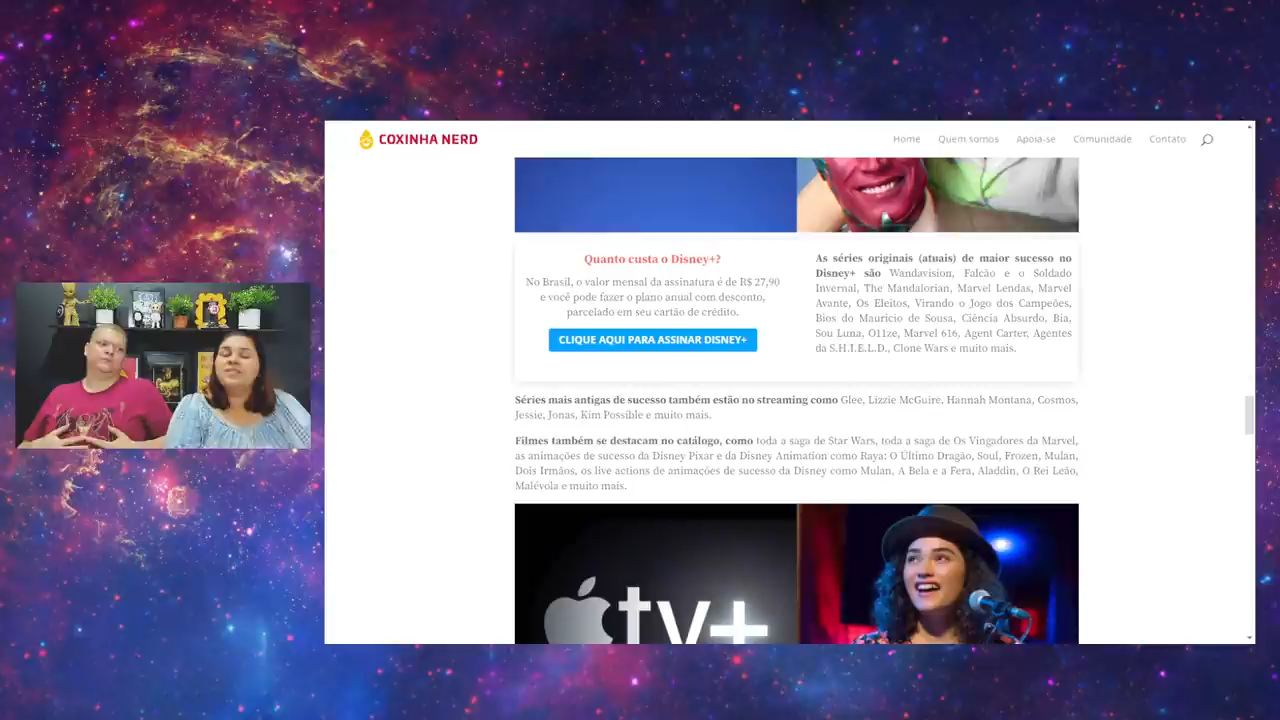 COXINHA NERD
Home Quem somos Apoia-se Comunidade Contato
Quanto custa o Disney+?
No Brasil, o valor mensal da assinatura é de R$ 27,90
e você pode fazer o plano anual com desconto,
parcelado em seu cartão de crédito.
CLIQUE AQUI PARA ASSINAR DISNEY+
As séries originais (atuais) de maior sucesso no
Disney+ são Wandavision, Falcão e o Soldado
Invernal, The Mandalorian, Marvel Lendas, Marvel
Avante, Os Eleitos, Virando o Jogo dos Campeões,
Bios do Mauricio de Sousa, Ciência Absurdo, Bia,
Sou Luna, O11ze, Marvel 616, Agent Carter, Agentes
da S.H.I.E.L.D., Clone Wars e muito mais.
Séries mais antigas de sucesso também estão no streaming como Glee, Lizzie McGuire, Hannah Montana, Cosmos,
Jessie, Jonas, Kim Possible e muito mais.
Filmes também se destacam no catálogo, como toda a saga de Star Wars, toda a saga de Os Vingadores da Marvel,
as animações de sucesso da Disney Pixar e da Disney Animation como Raya: O Último Dragão, Soul, Frozen, Mulan,
Dois Irmãos, os live actions de animações de sucesso da Disney como Mulan, A Bela e a Fera, Aladdin, O Rei Leão,
Malévola e muito mais.
tv+